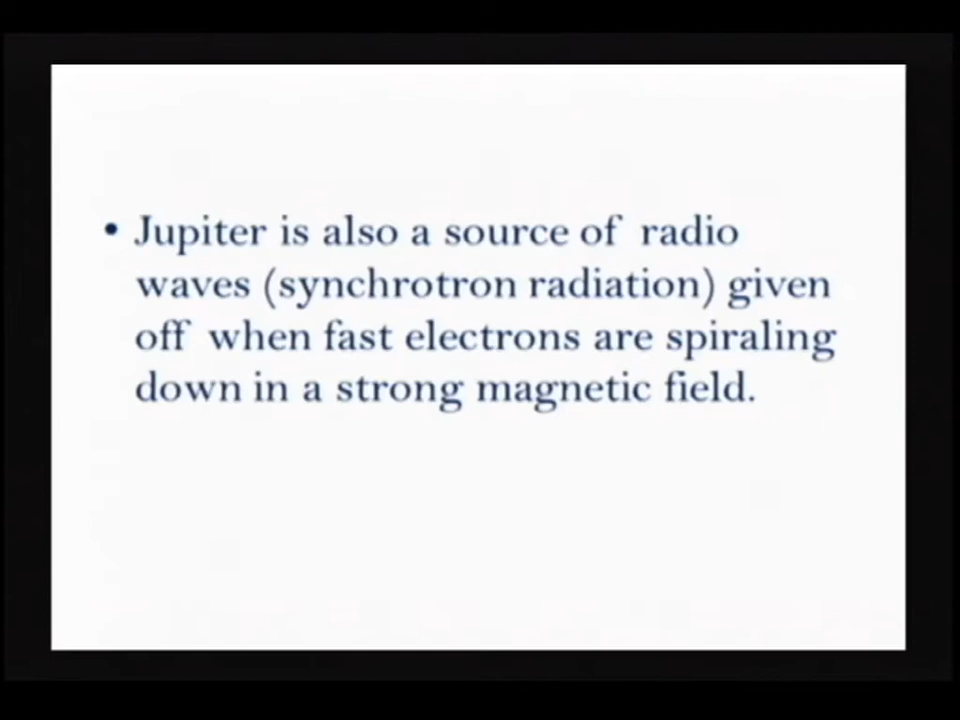 • Jupiter is also a source of radio
waves (synchrotron radiation) given
off when fast electrons are spiraling
down in a strong magnetic field.